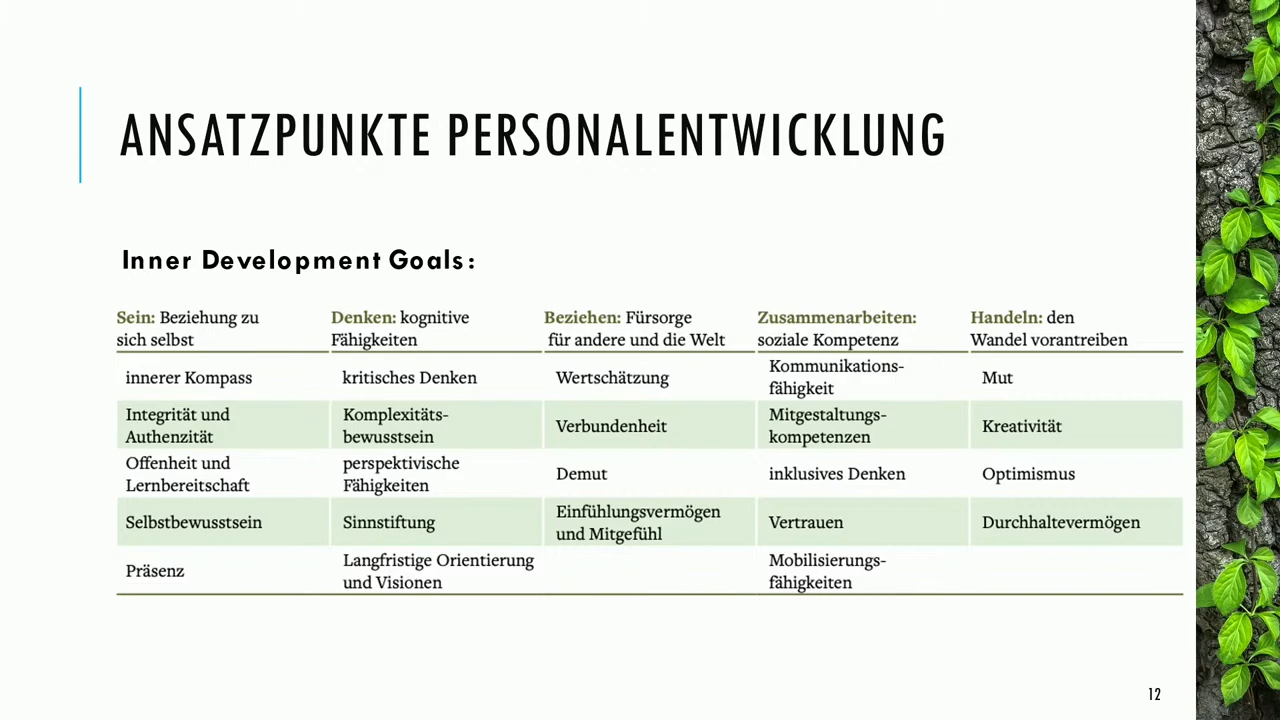 ANSATZPUNKTE PERSONALENTWICKLUNG
Inner Development Goals:
Sein: Beziehung zu
sich selbst
Denken: kognitive
Fähigkeiten
Beziehen: Fürsorge
für andere und die Welt
Zusammenarbeiten:
soziale Kompetenz
Handeln: den
Wandel vorantreiben
innerer Kompass
kritisches Denken
Wertschätzung
Kommunikations-
fähigkeit
Mut
Integrität und
Authenzität
Komplexitäts-
bewusstsein
Verbundenheit
Mitgestaltungs-
kompetenzen
Kreativität
Offenheit und
Lernbereitschaft
perspektivische
Fähigkeiten
Demut
inklusives Denken
Optimismus
Selbstbewusstsein
Sinnstiftung
Einfühlungsvermögen
und Mitgefühl
Vertrauen
Durchhaltevermögen
Präsenz
Langfristige Orientierung
und Visionen
Mobilisierungs-
fähigkeiten
12